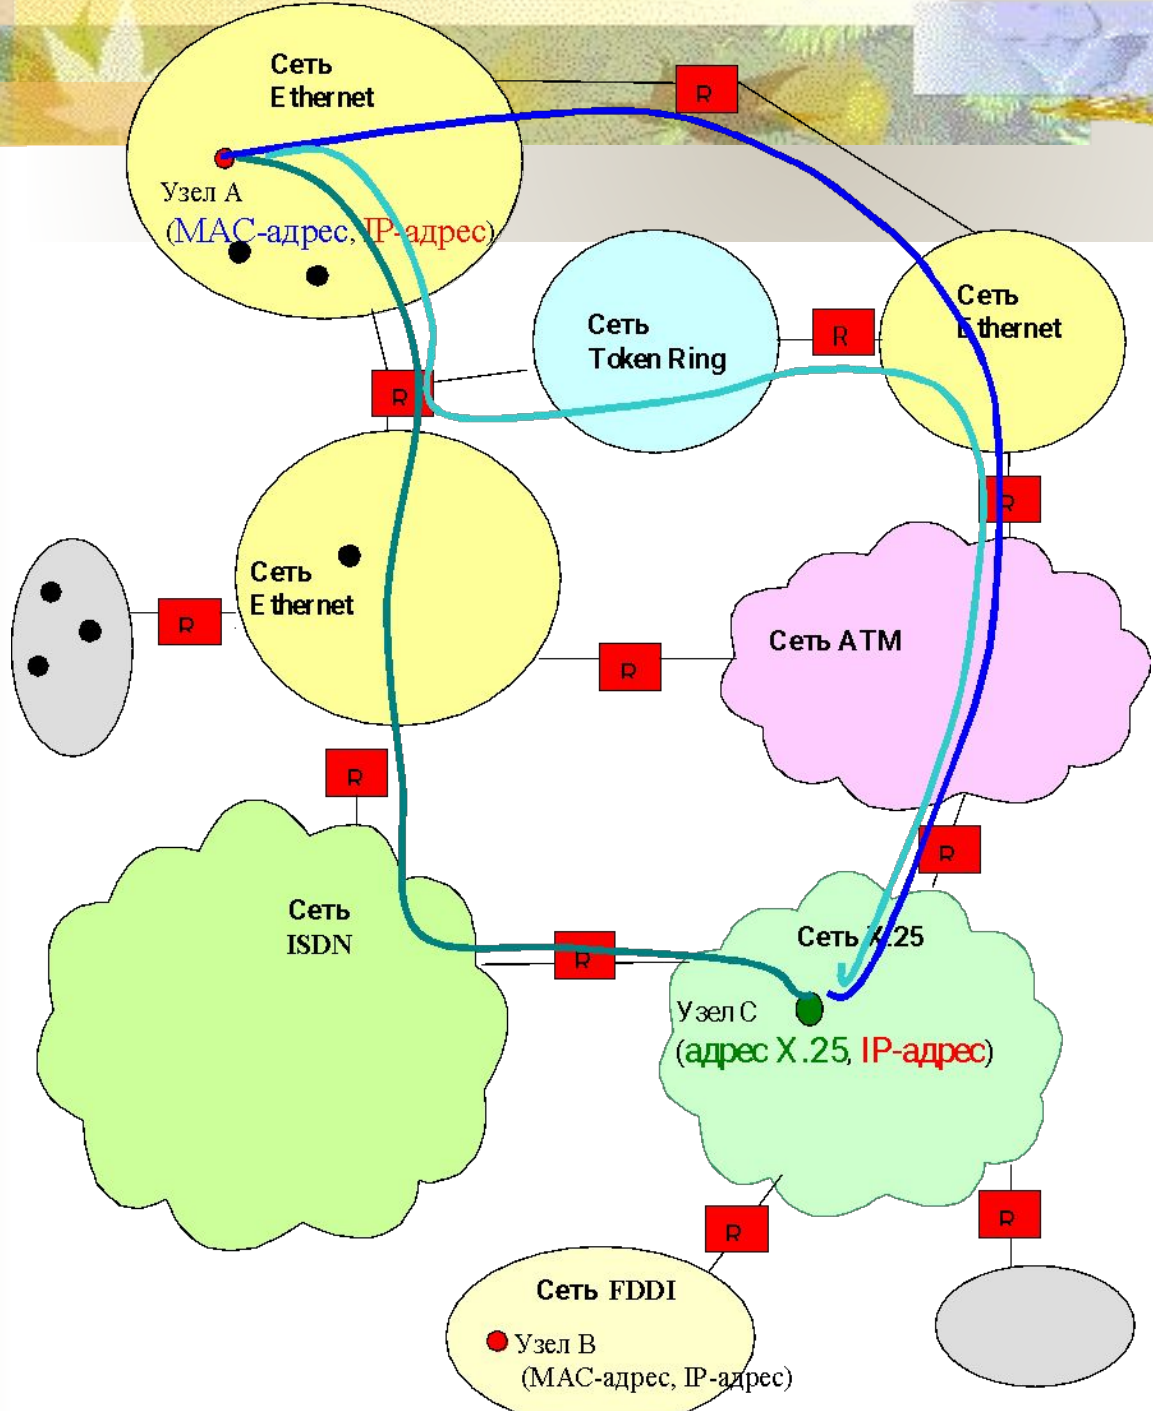 Сеть
Ethernet
R
Узел А
(МАС-адрес, IP-адрес)
Сеть
Ethernet
Сеть
Token Ring
R
R
R
Сеть
Ethernet
R
Сеть АТМ
R
R
R
Сеть
ISDN
Сеть X.25
R
Узел С
(адрес X.25, IP-адрес)
R
R
Сеть FDDI
Узел В
(МАС-адрес, IP-адрес)